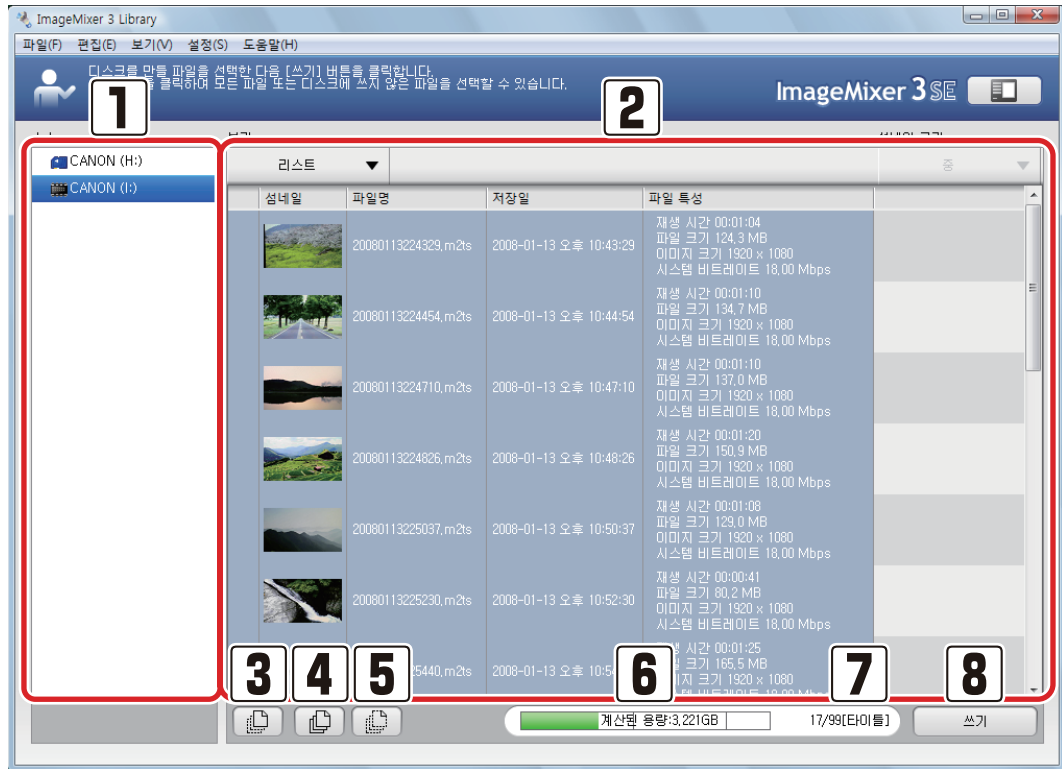 ImageMixer 3 Library
파일(F) 편집(E) 보기(V) 설정(S) 도움말(H)
디스크를 만들 파일을 선택한 다음 [쓰기] 버튼을 클릭합니다.
클릭하여 모든 파일 또는 디스크에 쓰지 않은 파일을 선택할 수 있습니다.
ImageMixer 3 SE
1
2
CANON (H:)
CANON (I:)
리스트
중
섬네일 파일명 저장일 파일 특성
재생 시간 00:01:04
파일 크기 124,3 MB
20080113224329,m2ts 2008-01-13 오후 10:43:29
이미지 크기 1920 x 1080
시스템 비트레이트 18,00 Mbps
재생 시간 00:01:10
파일 크기 134,7 MB
20080113224454,m2ts 2008-01-13 오후 10:44:54
이미지 크기 1920 x 1080
시스템 비트레이트 18,00 Mbps
재생 시간 00:01:10
파일 크기 137,0 MB
20080113224710,m2ts 2008-01-13 오후 10:47:10
이미지 크기 1920 x 1080
시스템 비트레이트 18,00 Mbps
재생 시간 00:01:20
파일 크기 150,9 MB
20080113224826,m2ts 2008-01-13 오후 10:48:26
이미지 크기 1920 x 1080
시스템 비트레이트 18,00 Mbps
재생 시간 00:01:08
파일 크기 129,0 MB
20080113225037,m2ts 2008-01-13 오후 10:50:37
이미지 크기 1920 x 1080
시스템 비트레이트 18,00 Mbps
재생 시간 00:00:41
파일 크기 80,2 MB
20080113225230,m2ts 2008-01-13 오후 10:52:30
이미지 크기 1920 x 1080
시스템 비트레이트 18,00 Mbps
시간 00:01:25
크기 165,5 MB
5440,m2ts 2008-01-13 오후
크기 1920 x 1080
3
4
5
6
7
8
계산된 용량:3,221GB
17/99[타이틀]
쓰기